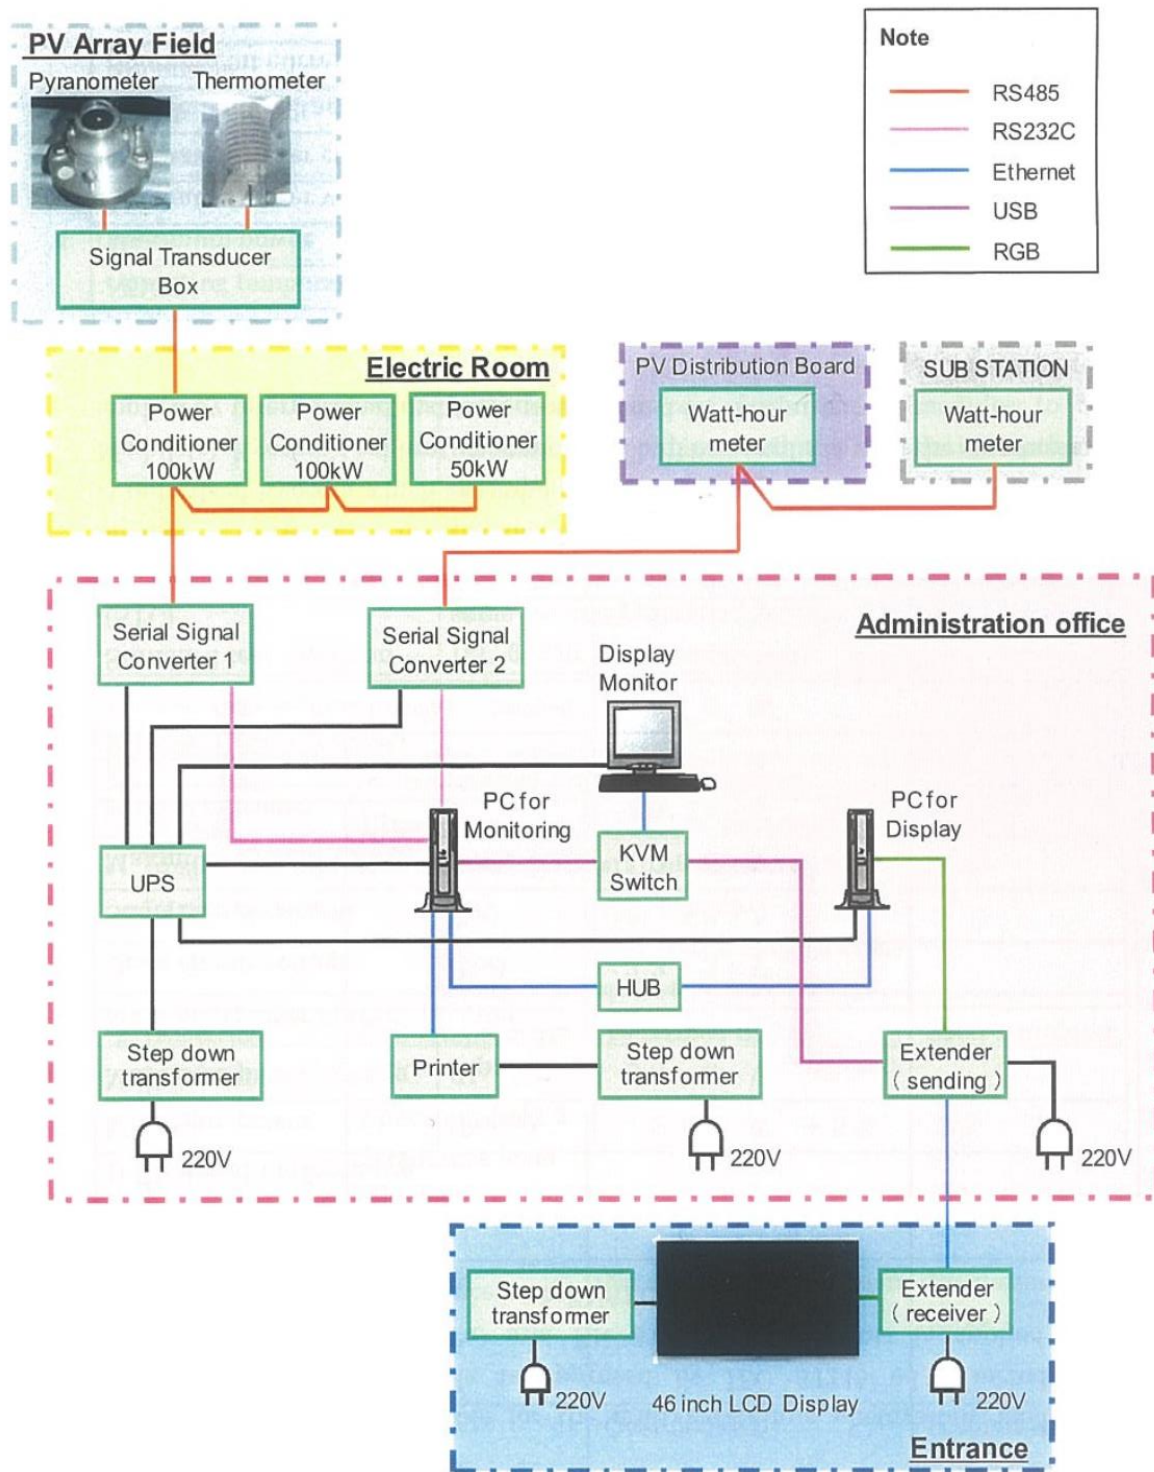 PV Array Field
Pyranometer
Thermometer
Signal Transducer
Box
Note
RS485
RS232C
Ethernet
USB
RGB
Electric Room
Power
Conditioner
100kW
Power
Conditioner
100kW
Power
Conditioner
50kW
PV Distribution Board
Watt-hour
meter
SUB STATION
Watt-hour
meter
Administration office
Serial Signal
Converter 1
Serial Signal
Converter 2
Display
Monitor
PC for
Monitoring
KVM
Switch
PC for
Display
UPS
HUB
Step down
transformer
220V
Printer
Step down
transformer
220V
Extender
( sending )
220V
Step down
transformer
220V
46 inch LCD Display
Extender
( receiver )
220V
Entrance